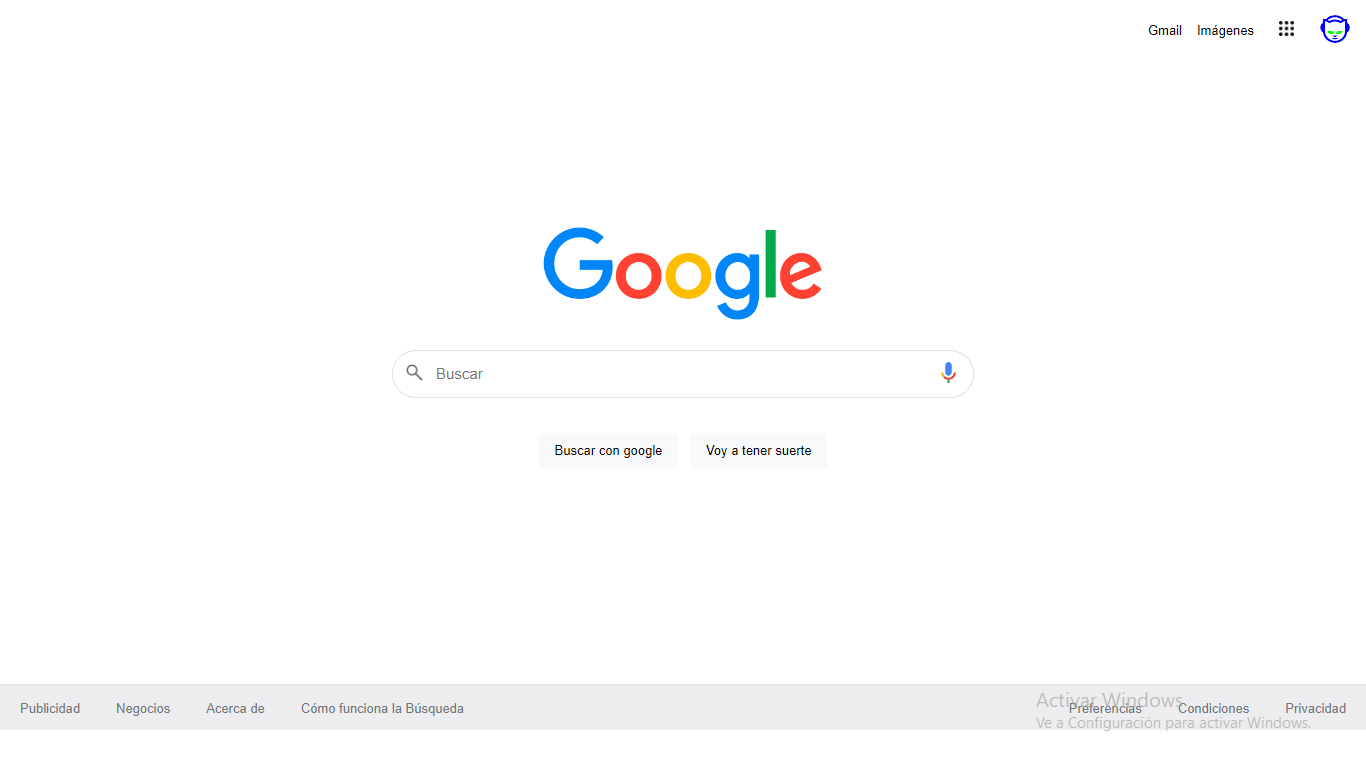 Gmail Imágenes
Google
Buscar
Buscar con google Voy a tener suerte
Activar Windows
Publicidad Negocios Acerca de Cómo funciona la Búsqueda Preferencias Condiciones Privacidad
Ve a Configuración para activar Windows.